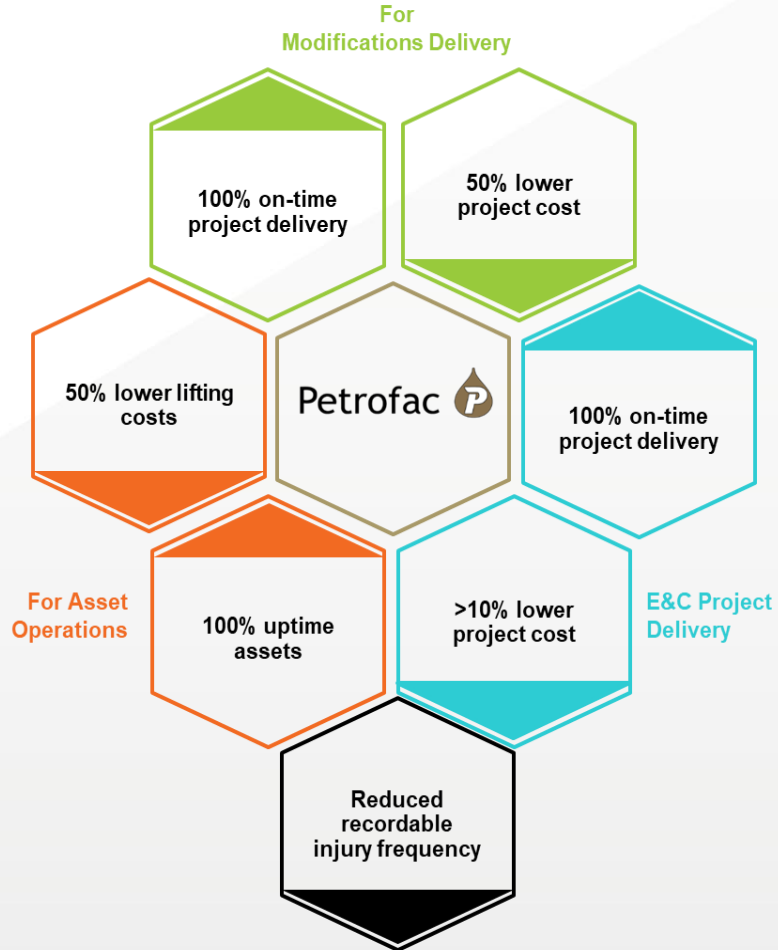 For
Modifications Delivery
100% on-time
project delivery
50% lower
project cost
50% lower lifting
costs
Petrofac
P
100% on-time
project delivery
For Asset
Operations
100% uptime
assets
>10% lower
project cost
E&C Project
Delivery
Reduced
recordable
injury frequency